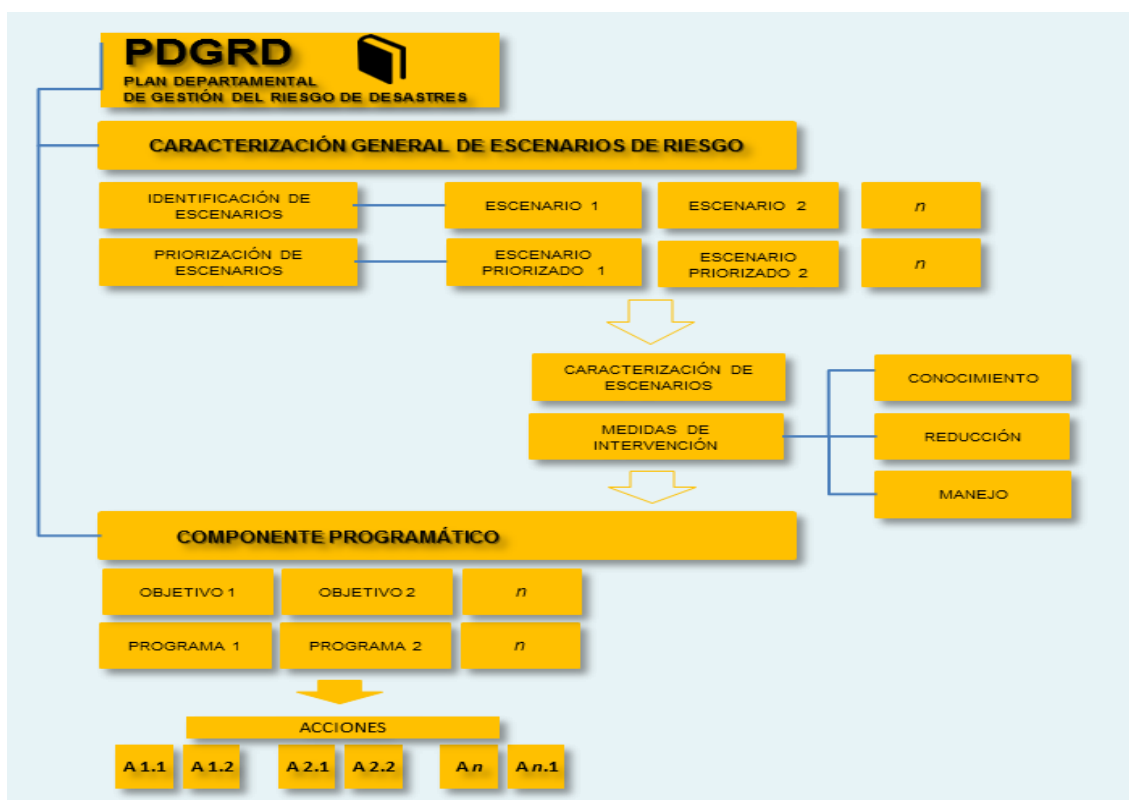 PDGRD
PLAN DEPARTAMENTAL
DE GESTIÓN DEL RIESGO DE DESASTRES
CARACTERIZACIÓN GENERAL DE ESCENARIOS DE RIESGO
IDENTIFICACIÓN DE
ESCENARIOS
ESCENARIO 1
ESCENARIO 2
n
PRIORIZACIÓN DE
ESCENARIOS
ESCENARIO
PRIORIZADO 1
ESCENARIO
PRIORIZADO 2
n
CARACTERIZACIÓN DE
ESCENARIOS
MEDIDAS DE
INTERVENCIÓN
CONOCIMIENTO
REDUCCIÓN
MANEJO
COMPONENTE PROGRAMÁTICO
OBJETIVO 1
OBJETIVO 2
n
PROGRAMA 1
PROGRAMA 2
n
ACCIONES
A 1.1
A 1.2
A 2.1
A 2.2
A n
A n.1